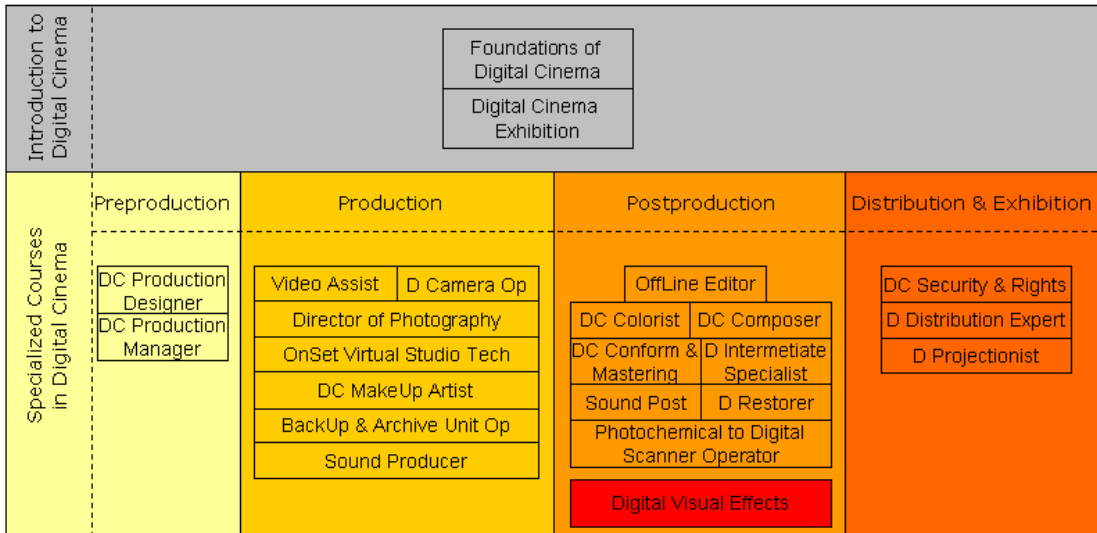 Introduction to
Digital Cinema
Foundations of
Digital Cinema
Digital Cinema
Exhibition
Specialized Courses
in Digital Cinema
Preproduction
DC Production
Designer
DC Production
Manager
Production
Video Assist
D Camera Op
Director of Photography
OnSet Virtual Studio Tech
DC MakeUp Artist
BackUp & Archive Unit Op
Sound Producer
Postproduction
OffLine Editor
DC Colorist
DC Composer
DC Conform &
Mastering
D Intermetiate
Specialist
Sound Post
D Restorer
Photochemical to Digital
Scanner Operator
Digital Visual Effects
Distribution & Exhibition
DC Security & Rights
D Distribution Expert
D Projectionist